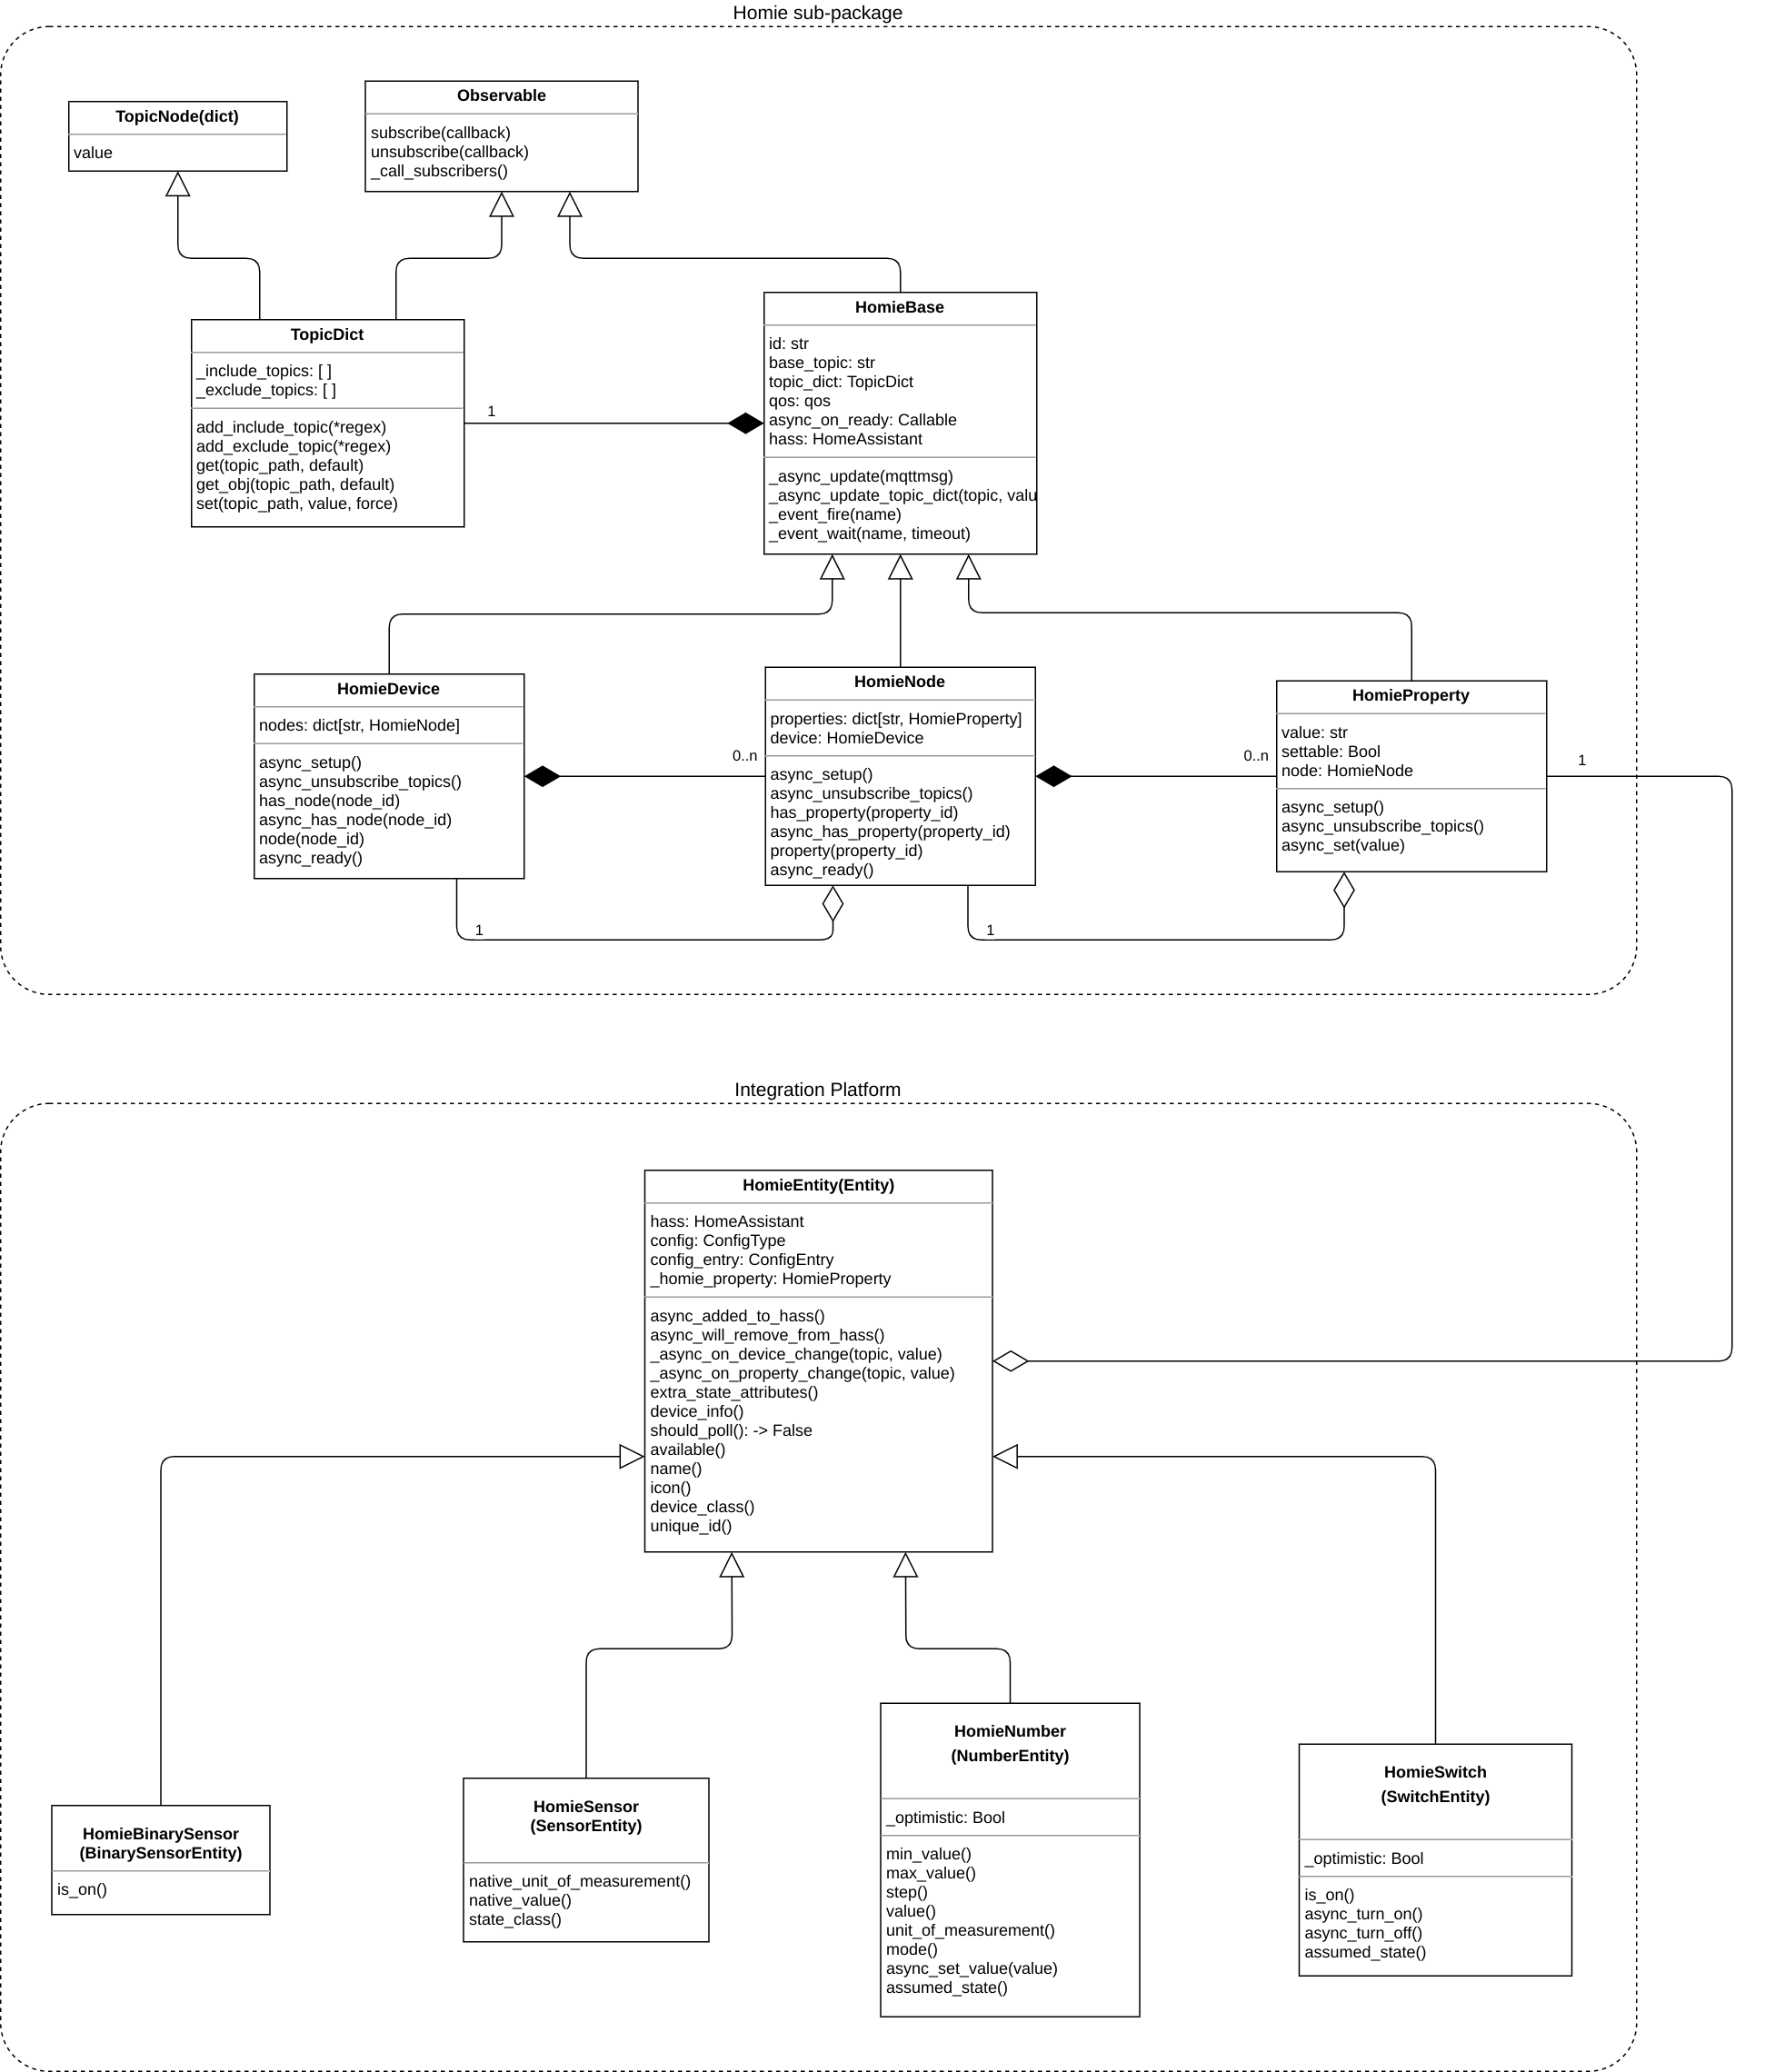 Homie sub-package
TopicNode(dict)
value
Observable
subscribe(callback)
unsubscribe(callback)
_call_subscribers()
TopicDict
_include_topics: [ ]
_exclude_topics: [ ]
add_include_topic(*regex)
add_exclude_topic(*regex)
get(topic_path, default)
get_obj(topic_path, default)
set(topic_path, value, force)
1
HomieBase
id: str
base_topic: str
topic_dict: TopicDict
qos: qos
async_on_ready: Callable
hass: HomeAssistant
_async_update(mqttmsg)
_async_update_topic_dict(topic, valu
_event_fire(name)
_event_wait(name, timeout)
HomieDevice
nodes: dict[str, HomieNode]
async_setup()
async_unsubscribe_topics()
has_node(node_id)
async_has_node(node_id)
node(node_id)
async_ready()
0..n
HomieNode
properties: dict[str, HomieProperty]
device: HomieDevice
async_setup()
async_unsubscribe_topics()
has_property(property_id)
async_has_property(property_id)
property(property_id)
async_ready()
0..n
HomieProperty
value: str
settable: Bool
node: HomieNode
async_setup()
async_unsubscribe_topics()
async_set(value)
1
1
1
Integration Platform
HomieEntity(Entity)
hass: HomeAssistant
config: ConfigType
config_entry: ConfigEntry
_homie_property: HomieProperty
async_added_to_hass()
async_will_remove_from_hass()
_async_on_device_change(topic, value)
_async_on_property_change(topic, value)
extra_state_attributes()
device_info()
should_poll(): -> False
available()
name()
icon()
device_class()
unique_id()
HomieBinarySensor
(BinarySensorEntity)
is_on()
HomieSensor
(SensorEntity)
native_unit_of_measurement()
native_value()
state_class()
HomieNumber
(NumberEntity)
_optimistic: Bool
min_value()
max_value()
step()
value()
unit_of_measurement()
mode()
async_set_value(value)
assumed_state()
HomieSwitch
(SwitchEntity)
_optimistic: Bool
is_on()
async_turn_on()
async_turn_off()
assumed_state()